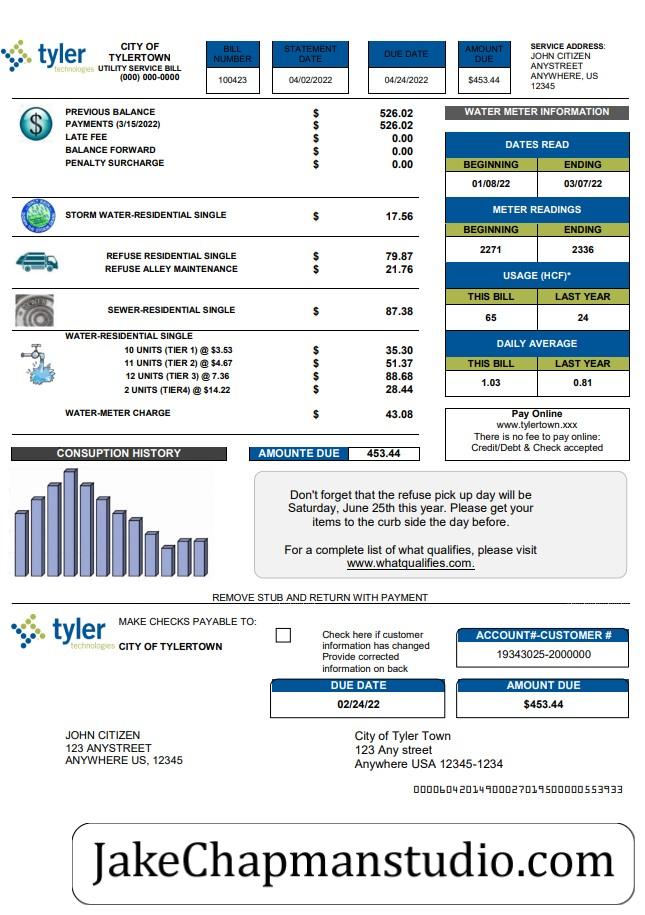 tyler
technologies
CITY OF
TYLERTOWN
UTILITY SERVICE BILL
(000) 000-0000
BILL
NUMBER
100423
STATEMENT
DATE
04/02/2022
DUE DATE
04/24/2022
AMOUNT
DUE
$453.44
SERVICE ADDRESS:
JOHN CITIZEN
ANYSTREET
ANYWHERE, US
12345
PREVIOUS BALANCE $ 526.02
PAYMENTS (3/15/2022) $ 526.02
LATE FEE $ 0.00
BALANCE FORWARD $ 0.00
PENALTY SURCHARGE $ 0.00
STORM WATER-RESIDENTIAL SINGLE $ 17.56
REFUSE RESIDENTIAL SINGLE $ 79.87
REFUSE ALLEY MAINTENANCE $ 21.76
SEWER-RESIDENTIAL SINGLE $ 87.38
WATER-RESIDENTIAL SINGLE
10 UNITS (TIER 1) @ $3.53 $ 35.30
11 UNITS (TIER 2) @ $4.67 $ 51.37
12 UNITS (TIER 3) @ 7.36 $ 88.68
2 UNITS (TIER4) @ $14.22 $ 28.44
WATER-METER CHARGE $ 43.08
WATER METER INFORMATION
DATES READ
BEGINNING ENDING
01/08/22 03/07/22
METER READINGS
BEGINNING ENDING
2271 2336
USAGE (HCF)*
THIS BILL LAST YEAR
65 24
DAILY AVERAGE
THIS BILL LAST YEAR
1.03 0.81
Pay Online
www.tylertown.xxx
There is no fee to pay online:
Credit/Debt & Check accepted
CONSUPTION HISTORY
AMOUNTE DUE 453.44
Don't forget that the refuse pick up day will be
Saturday, June 25th this year. Please get your
items to the curb side the day before.
For a complete list of what qualifies, please visit
www.whatqualifies.com.
REMOVE STUB AND RETURN WITH PAYMENT
tyler
technologies
MAKE CHECKS PAYABLE TO:
CITY OF TYLERTOWN
Check here if customer
information has changed
Provide corrected
information on back
ACCOUNT#-CUSTOMER #
19343025-2000000
DUE DATE
02/24/22
AMOUNT DUE
$453.44
JOHN CITIZEN
123 ANYSTREET
ANYWHERE US, 12345
City of Tyler Town
123 Any street
Anywhere USA 12345-1234
0000604201490002701950000​0553933
JakeChapmanstudio.com